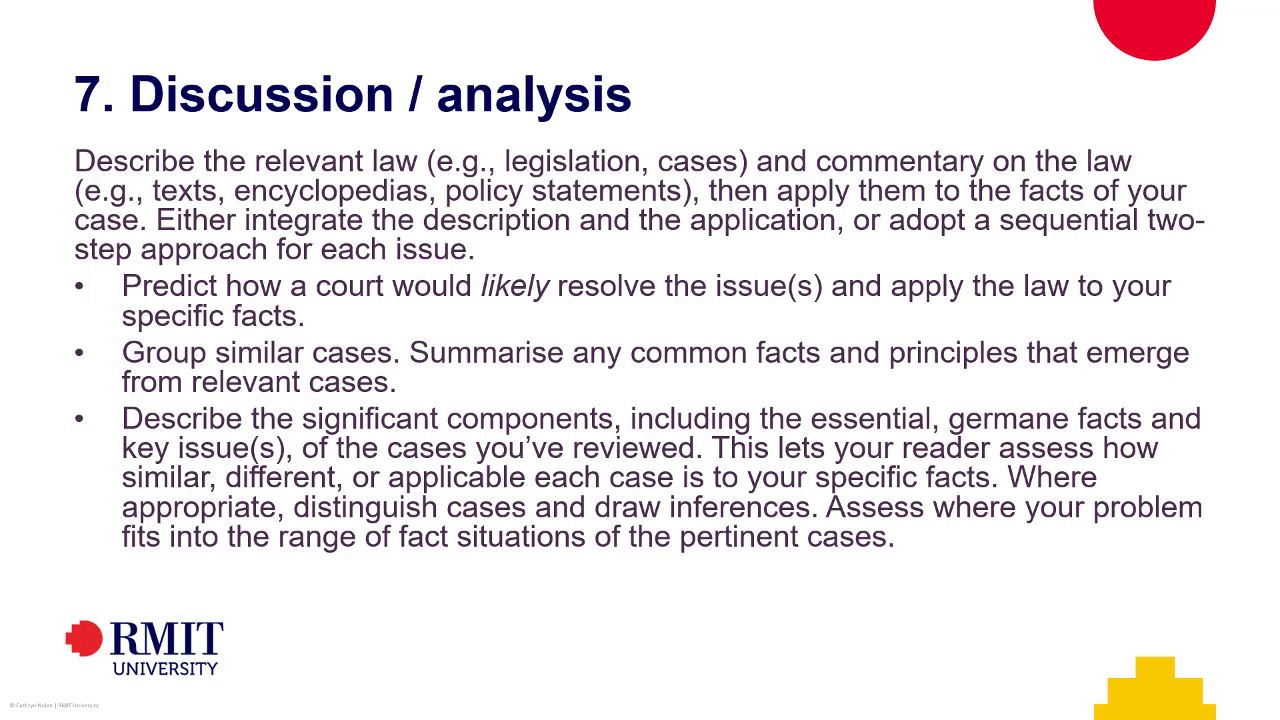 7. Discussion / analysis
Describe the relevant law (e.g., legislation, cases) and commentary on the law
(e.g., texts, encyclopedias, policy statements), then apply them to the facts of your
case. Either integrate the description and the application, or adopt a sequential two-
step approach for each issue.
• Predict how a court would likely resolve the issue(s) and apply the law to your
specific facts.
• Group similar cases. Summarise any common facts and principles that emerge
from relevant cases.
• Describe the significant components, including the essential, germane facts and
key issue(s), of the cases you’ve reviewed. This lets your reader assess how
similar, different, or applicable each case is to your specific facts. Where
appropriate, distinguish cases and draw inferences. Assess where your problem
fits into the range of fact situations of the pertinent cases.
RMIT
UNIVERSITY
© Cathryn | RMIT University